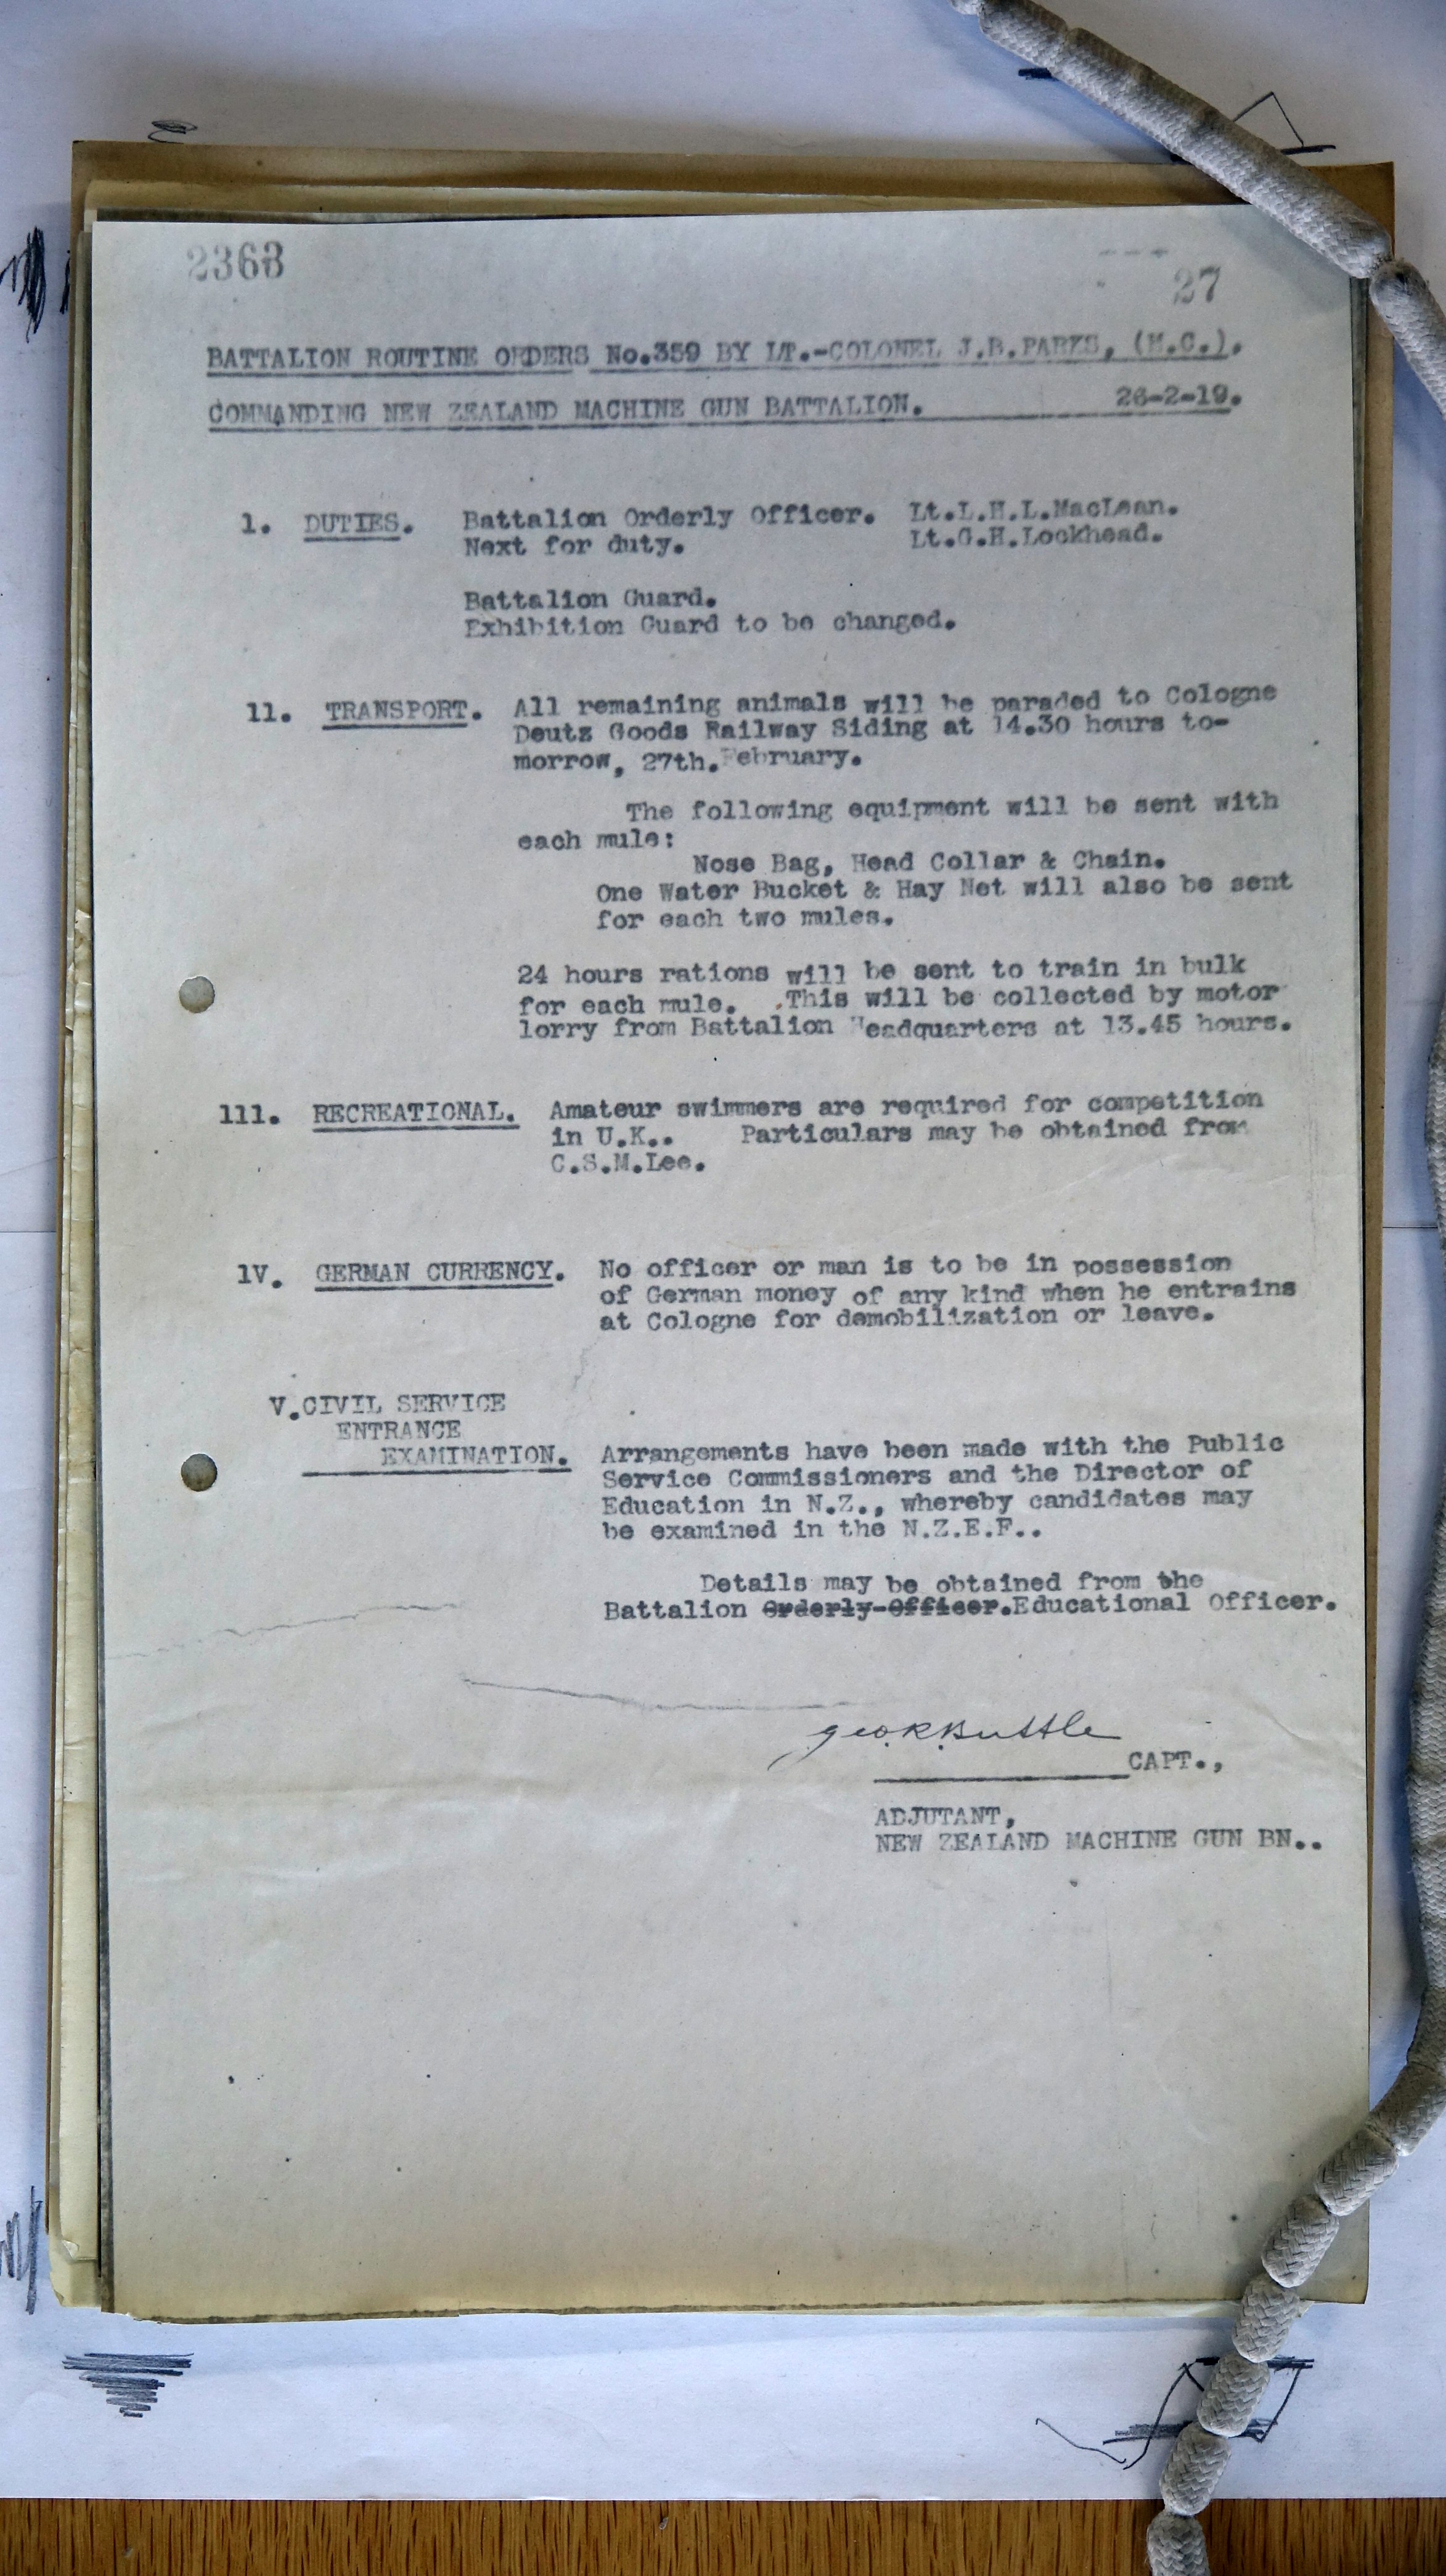 2363
27
BATTALION ROUTINE ORDERS No.359 BY LT.-COLONEL J.B.PARKS, (M.C.).
COMMANDING NEW ZEALAND MACHINE GUN BATTALION. 26-2-19.
1. DUTIES. Battalion Orderly Officer. Lt.L.H.L.MacLean.
Next for duty. Lt.G.H.Lockhead.
Battalion Guard.
Exhibition Guard to be changed.
11. TRANSPORT. All remaining animals will be paraded to Cologne
Deutz Goods Railway Siding at 14.30 hours to-
morrow, 27th. February.
The following equipment will be sent with
each mule:
Nose Bag, Head Collar & Chain.
One Water Bucket & Hay Net will also be sent
for each two mules.
24 hours rations will be sent to train in bulk
for each mule. .This will be collected by motor
lorry from Battalion Headquarters at 13.45 hours.
111. RECREATIONAL. Amateur swimmers are required for competition
in U.K.. Particulars may be obtained from
C.S.M.Lee.
1V. GERMAN CURRENCY. No officer or man is to be in possession
of German money of any kind when he entrains
at Cologne for demobilization or leave.
V.CIVIL SERVICE
ENTRANCE
EXAMINATION. Arrangements have been made with the Public
Service Commissioners and the Director of
Education in N.Z., whereby candidates may
be examined in the N.Z.E.F..
Details may be obtained from the
Battalion Orderly-Officer.Educational Officer.
Geo.R.Buttle
CAPT.,
ADJUTANT,
NEW ZEALAND MACHINE GUN BN..